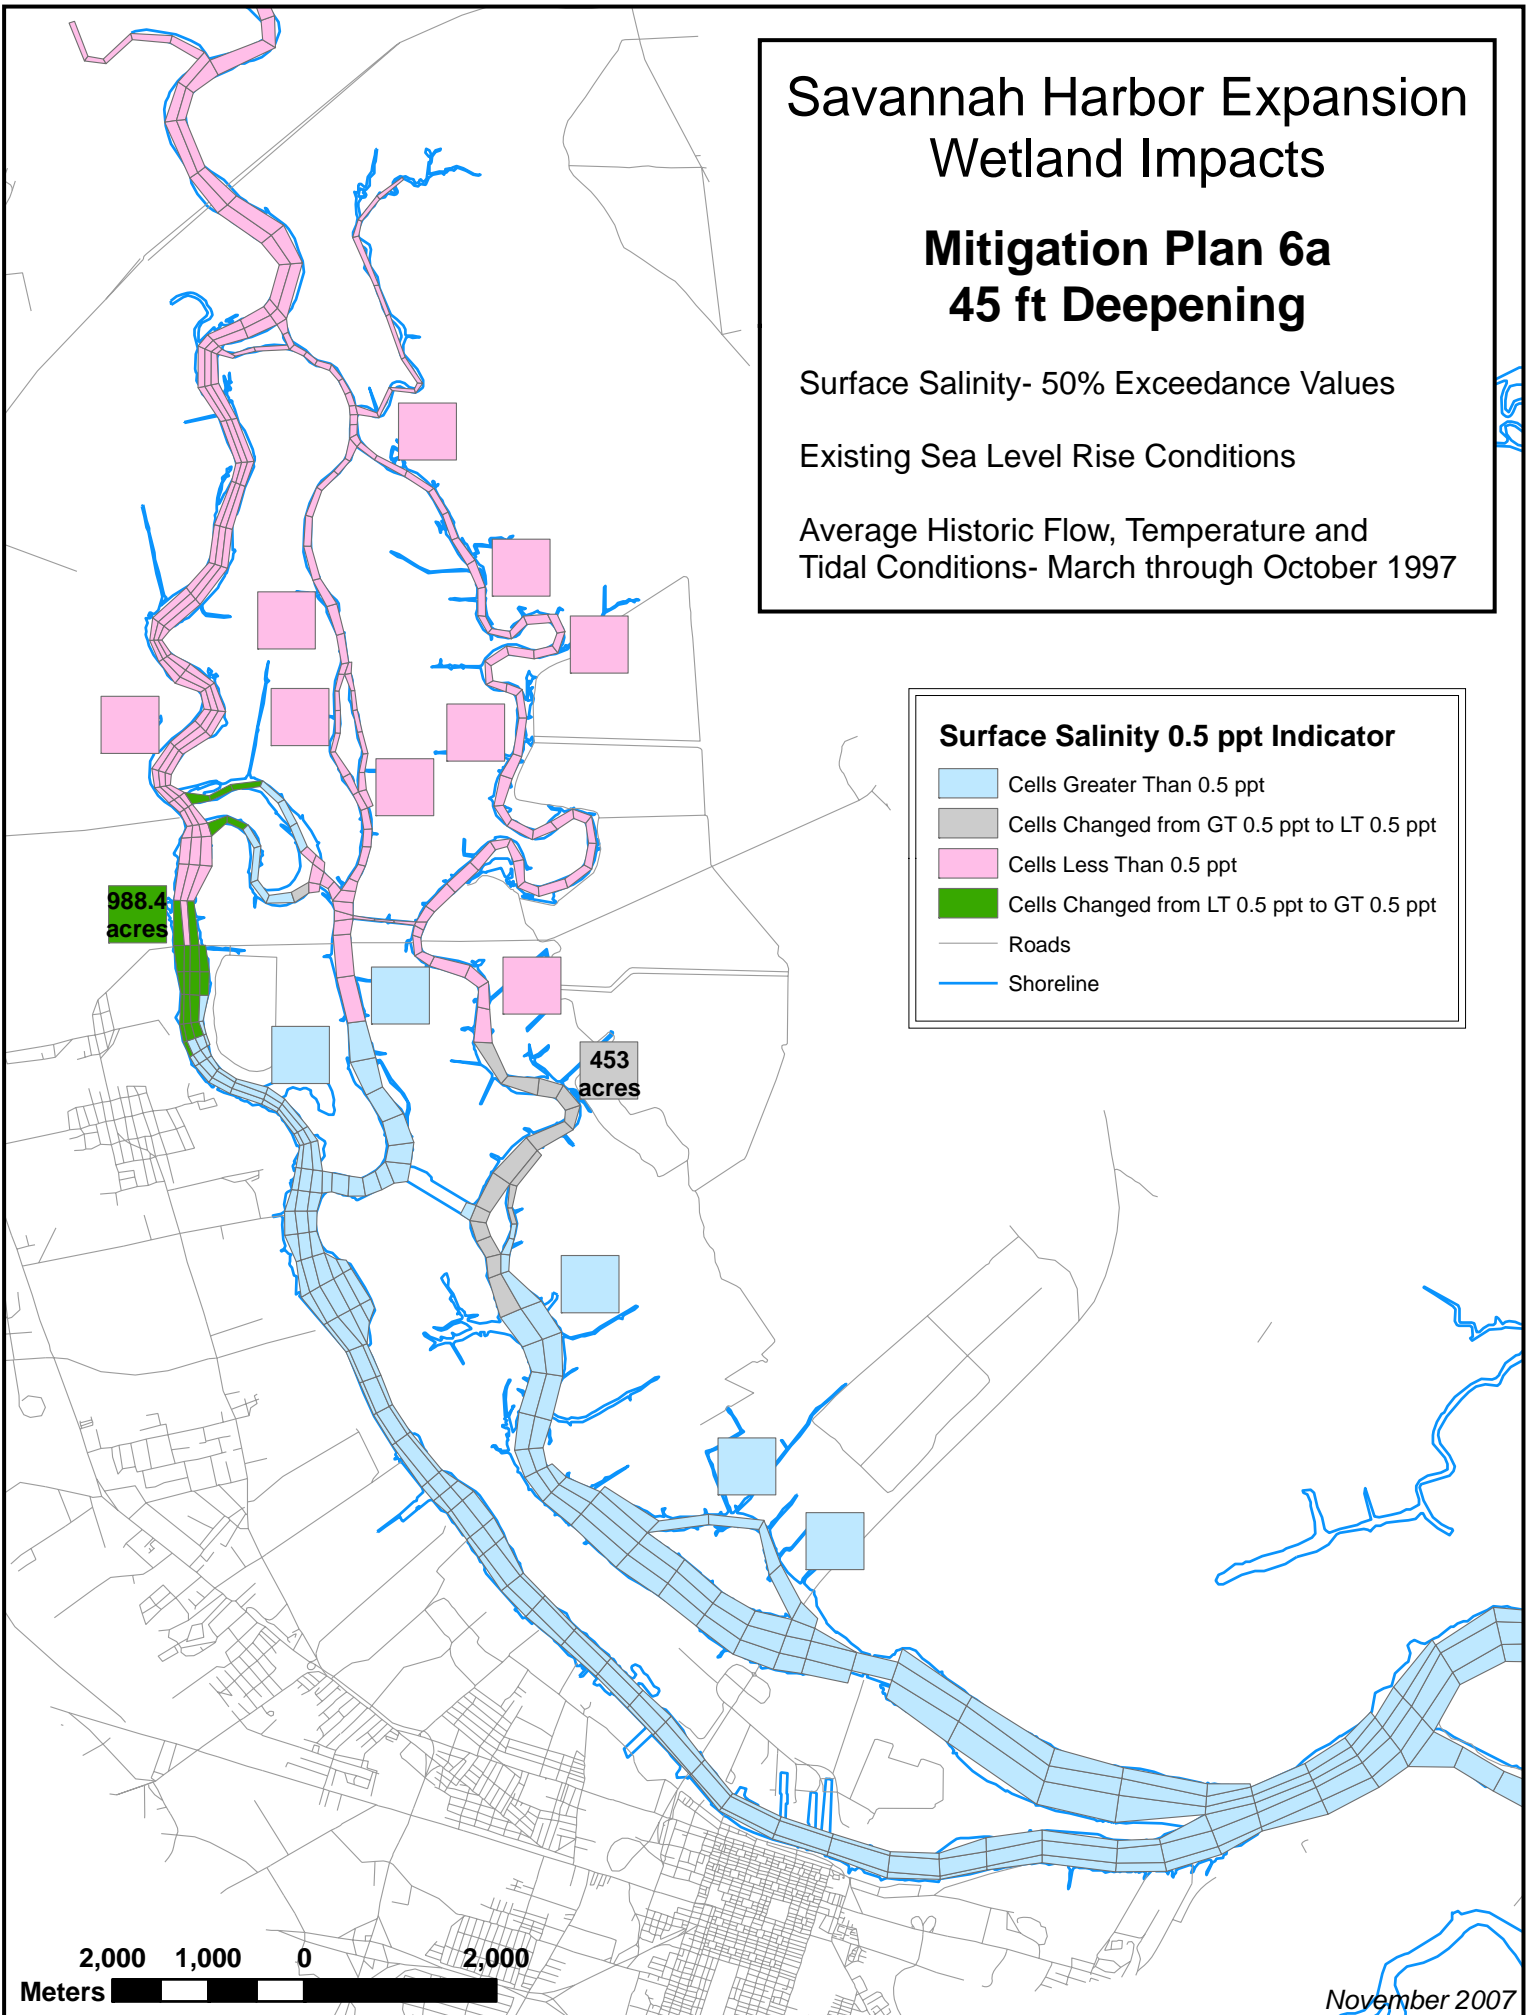 Savannah Harbor Expansion
Wetland Impacts
Mitigation Plan 6a
45 ft Deepening
Surface Salinity- 50% Exceedance Values
Existing Sea Level Rise Conditions
Average Historic Flow, Temperature and
Tidal Conditions- March through October 1997
Surface Salinity 0.5 ppt Indicator
Cells Greater Than 0.5 ppt
Cells Changed from GT 0.5 ppt to LT 0.5 ppt
Cells Less Than 0.5 ppt
Cells Changed from LT 0.5 ppt to GT 0.5 ppt
Roads
Shoreline
988.4
acres
453
acres
2,000 1,000 0 2,000
Meters
November 2007